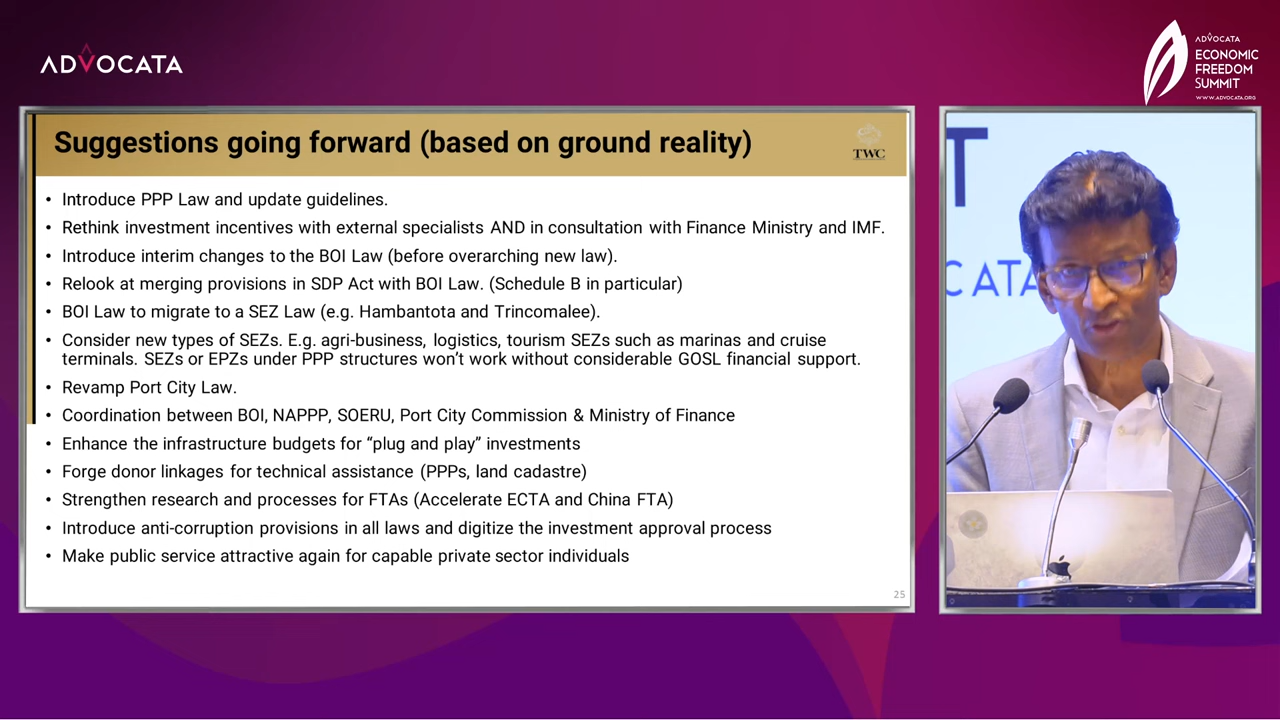 ADVOCATA
ADVOCATA
ECONOMIC
FREEDOM
SUMMIT
WWW.ADVOCATA.ORG
Suggestions going forward (based on ground reality)
TWC
• Introduce PPP Law and update guidelines.
• Rethink investment incentives with external specialists AND in consultation with Finance Ministry and IMF.
• Introduce interim changes to the BOI Law (before overarching new law).
• Relook at merging provisions in SDP Act with BOI Law. (Schedule B in particular)
• BOI Law to migrate to a SEZ Law (e.g. Hambantota and Trincomalee).
• Consider new types of SEZs. E.g. agri-business, logistics, tourism SEZs such as marinas and cruise
terminals. SEZs or EPZs under PPP structures won’t work without considerable GOSL financial support.
• Revamp Port City Law.
• Coordination between BOI, NAPPP, SOERU, Port City Commission & Ministry of Finance
• Enhance the infrastructure budgets for “plug and play” investments
• Forge donor linkages for technical assistance (PPPs, land cadastre)
• Strengthen research and processes for FTAs (Accelerate ECTA and China FTA)
• Introduce anti-corruption provisions in all laws and digitize the investment approval process
• Make public service attractive again for capable private sector individuals
25
T
CATA